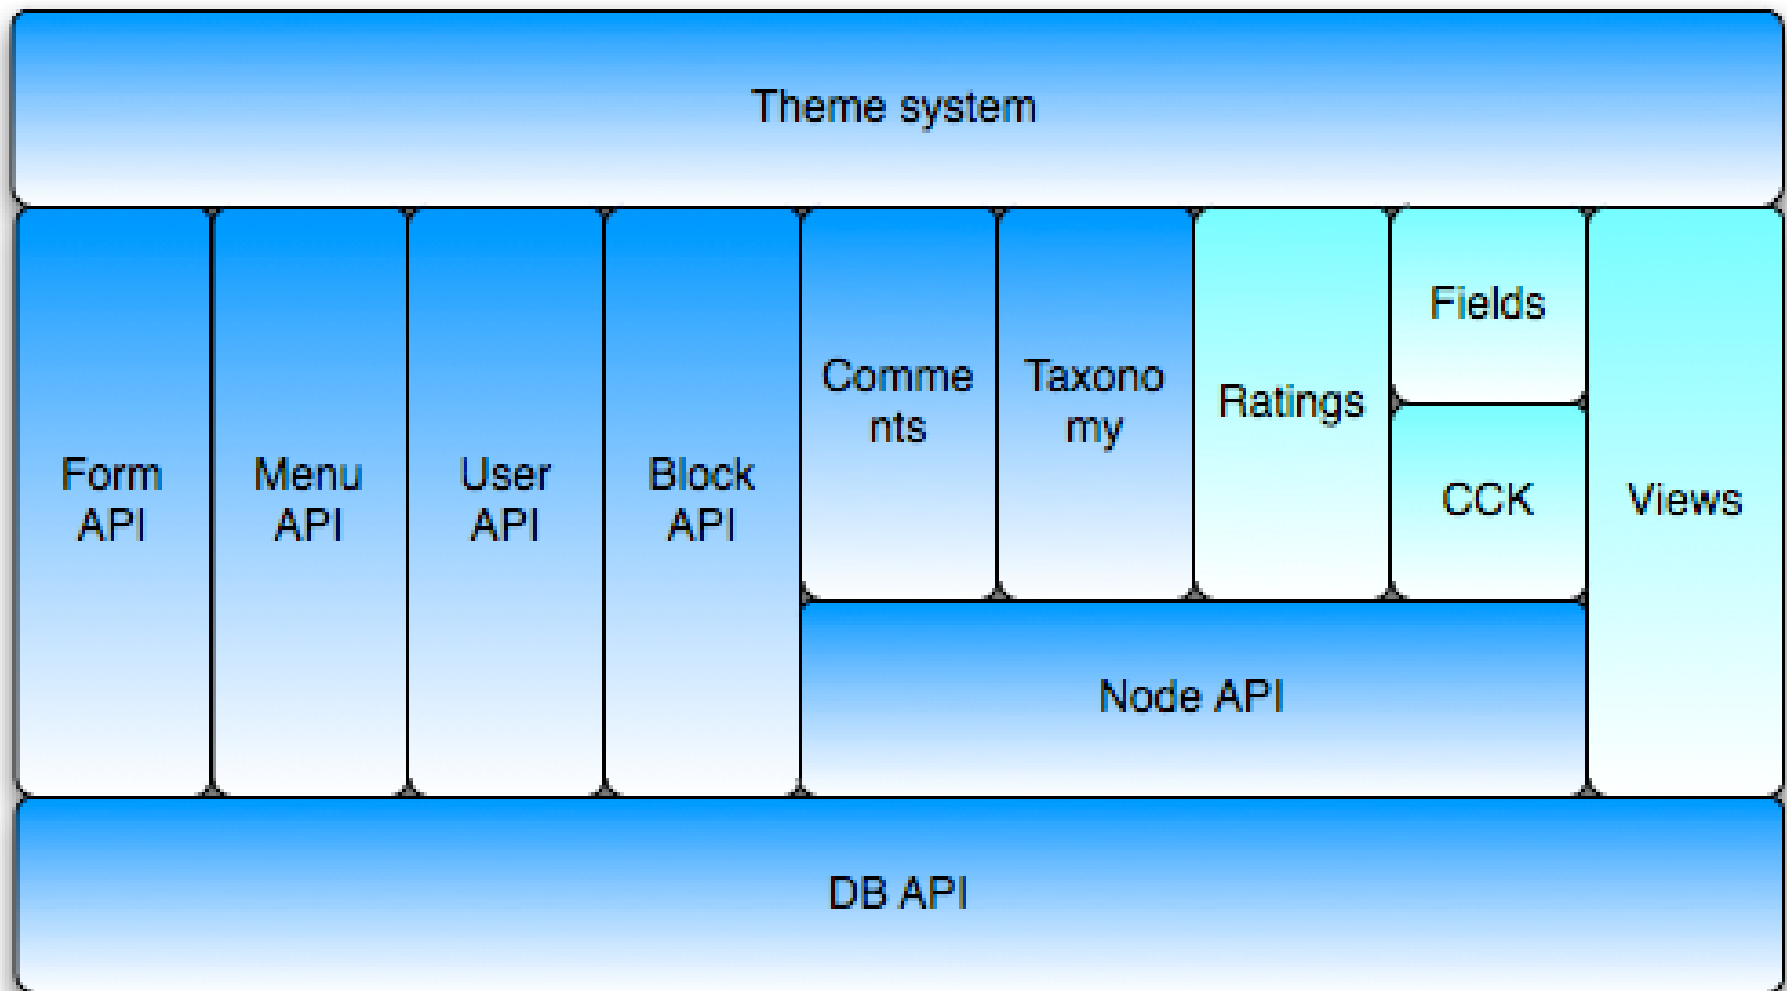 Theme system
Form
API
Menu
API
User
API
Block
API
Comme
nts
Taxono
my
Ratings
Fields
CCK
Views
Node API
DB API